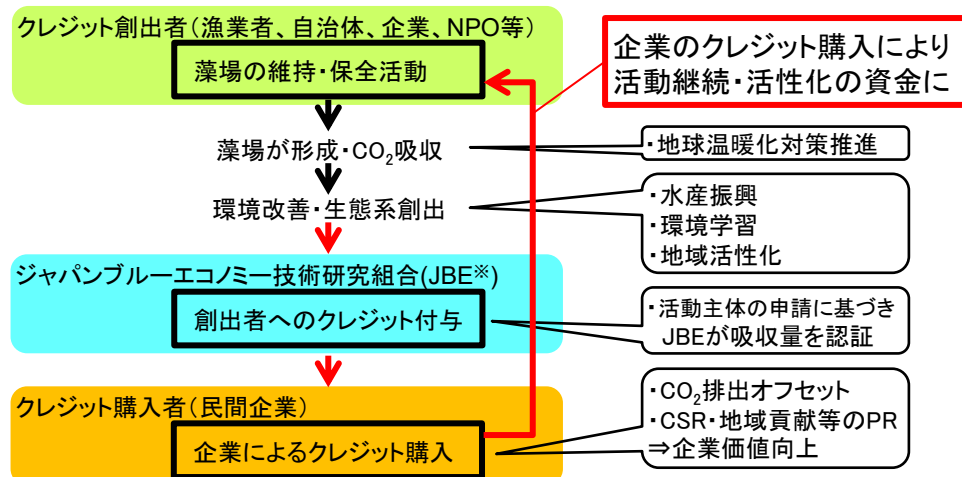 クレジット創出者(漁業者、自治体、企業、NPO等)
藻場の維持・保全活動
企業のクレジット購入により
活動継続・活性化の資金に
藻場が形成・CO₂吸収
・地球温暖化対策推進
環境改善・生態系創出
・水産振興
・環境学習
・地域活性化
ジャパンブルーエコノミー技術研究組合(JBE※)
創出者へのクレジット付与
・活動主体の申請に基づき
JBEが吸収量を認証
クレジット購入者(民間企業)
企業によるクレジット購入
・CO₂排出オフセット
・CSR・地域貢献等のPR
⇒企業価値向上